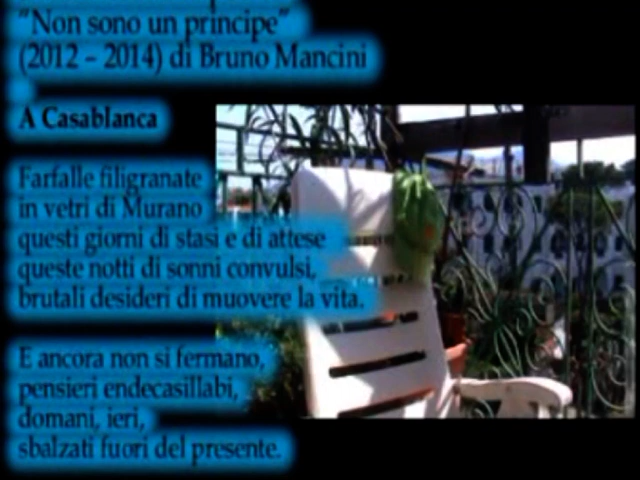 "Non sono un principe"
(2012 – 2014) di Bruno Mancini
A Casablanca
Farfalle filigranate
in vetri di Murano
questi giorni di stasi e di attese
queste notti di sonni convulsi,
brutali desideri di muovere la vita.
E ancora non si fermano,
pensieri endecasillabi,
domani, ieri,
sbalzati fuori del presente.